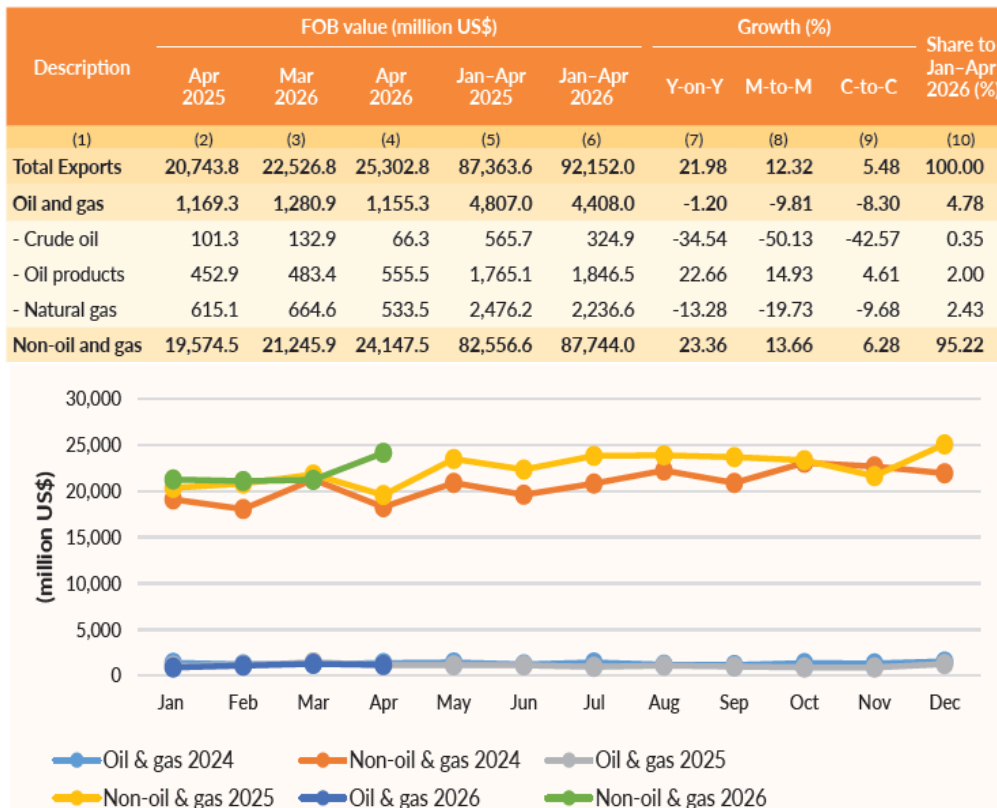 Description FOB value (million US$) Growth (%) Share to Jan–Apr 2026 (%)
Apr 2025 Mar 2026 Apr 2026 Jan–Apr 2025 Jan–Apr 2026 Y-on-Y M-to-M C-to-C
(1) (2) (3) (4) (5) (6) (7) (8) (9) (10)
Total Exports 20,743.8 22,526.8 25,302.8 87,363.6 92,152.0 21.98 12.32 5.48 100.00
Oil and gas 1,169.3 1,280.9 1,155.3 4,807.0 4,408.0 -1.20 -9.81 -8.30 4.78
- Crude oil 101.3 132.9 66.3 565.7 324.9 -34.54 -50.13 -42.57 0.35
- Oil products 452.9 483.4 555.5 1,765.1 1,846.5 22.66 14.93 4.61 2.00
- Natural gas 615.1 664.6 533.5 2,476.2 2,236.6 -13.28 -19.73 -9.68 2.43
Non-oil and gas 19,574.5 21,245.9 24,147.5 82,556.6 87,744.0 23.36 13.66 6.28 95.22
(million US$)
30,000
25,000
20,000
15,000
10,000
5,000
0
Jan Feb Mar Apr May Jun Jul Aug Sep Oct Nov Dec
Oil & gas 2024 Non-oil & gas 2024 Oil & gas 2025
Non-oil & gas 2025 Oil & gas 2026 Non-oil & gas 2026